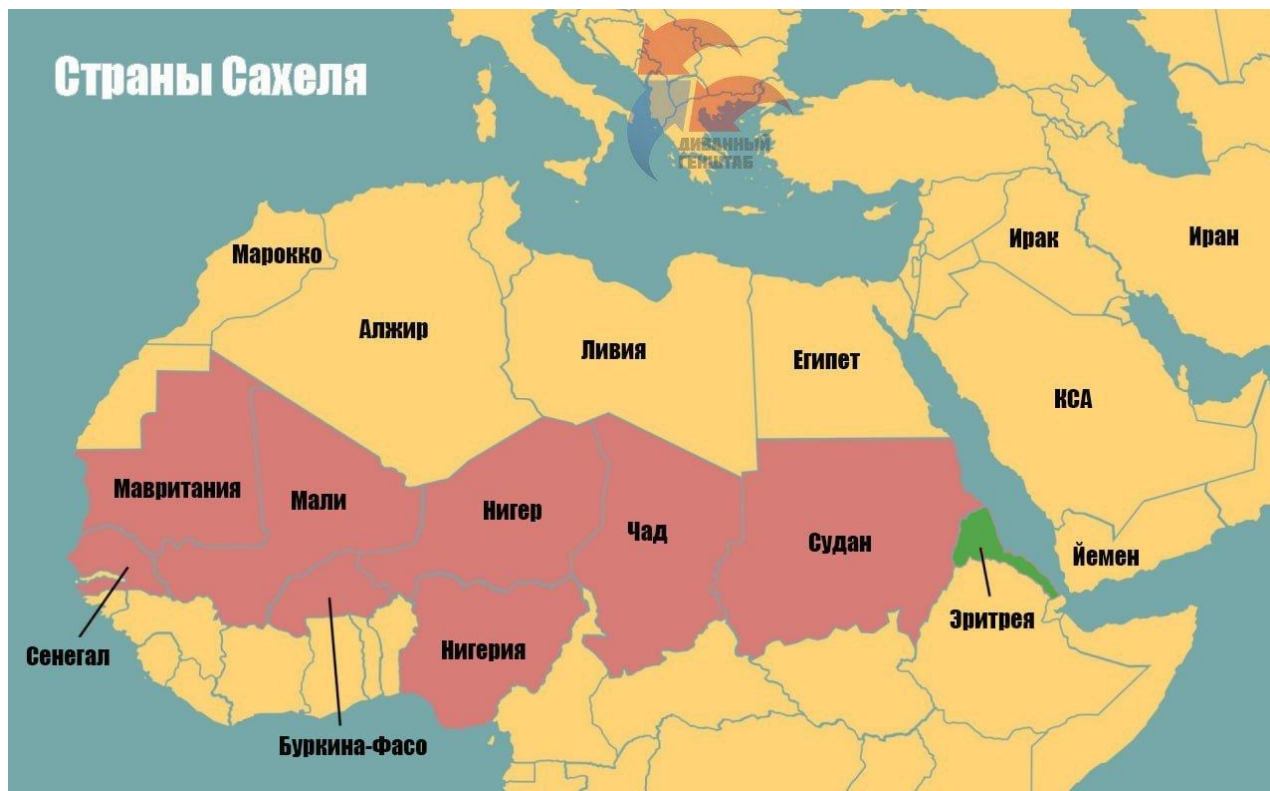 Страны Сахеля
ДИВАННЫЙ
ГЕНШТАБ
Марокко
Ирак
Иран
Алжир
Ливия
Египет
КСА
Мавритания
Мали
Нигер
Чад
Судан
Йемен
Эритрея
Сенегал
Нигерия
Буркина-Фасо